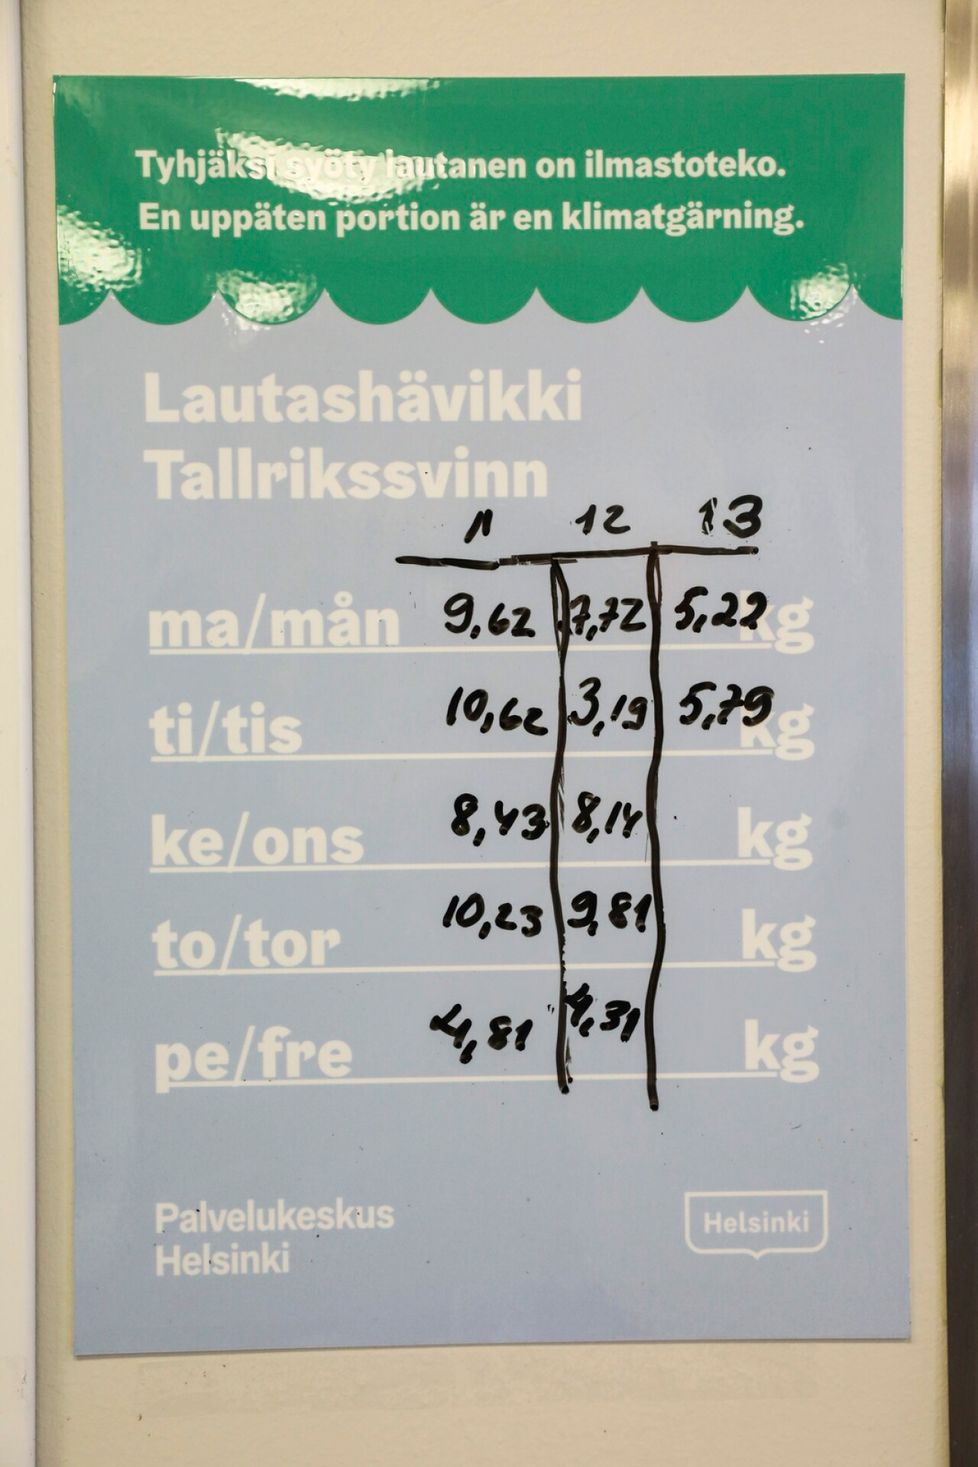 Tyhjäksi syöty lautanen on ilmastoteko.
En uppäten portion är en klimatgärning.
Lautashävikki
Tallrikssvinn
11 12 13
ma/mån 9,62 7,72 5,22 kg
ti/tis 10,62 3,19 5,79 kg
ke/ons 8,43 8,14 kg
to/tor 10,23 9,81 kg
pe/fre 4,81 4,31 kg
Palvelukeskus
Helsinki
Helsinki